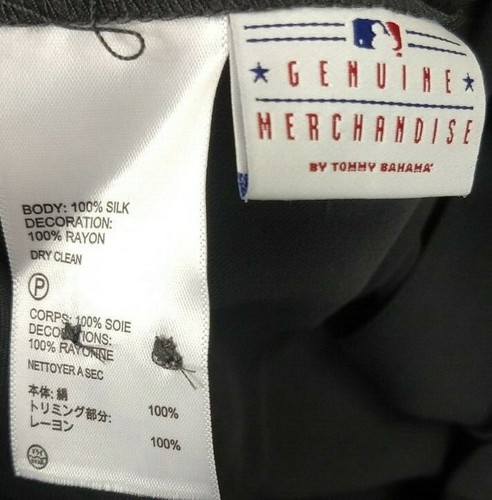 GENUINE
MERCHANDISE
BY TOMMY BAHAMA®
BODY: 100% SILK
DECORATION:
100% RAYON
DRY CLEAN
P
CORPS: 100% SOIE
100% RAYONNE
NETTOYER A SEC
本体: 絹 100%
トリミング部分:
レーヨン 100%